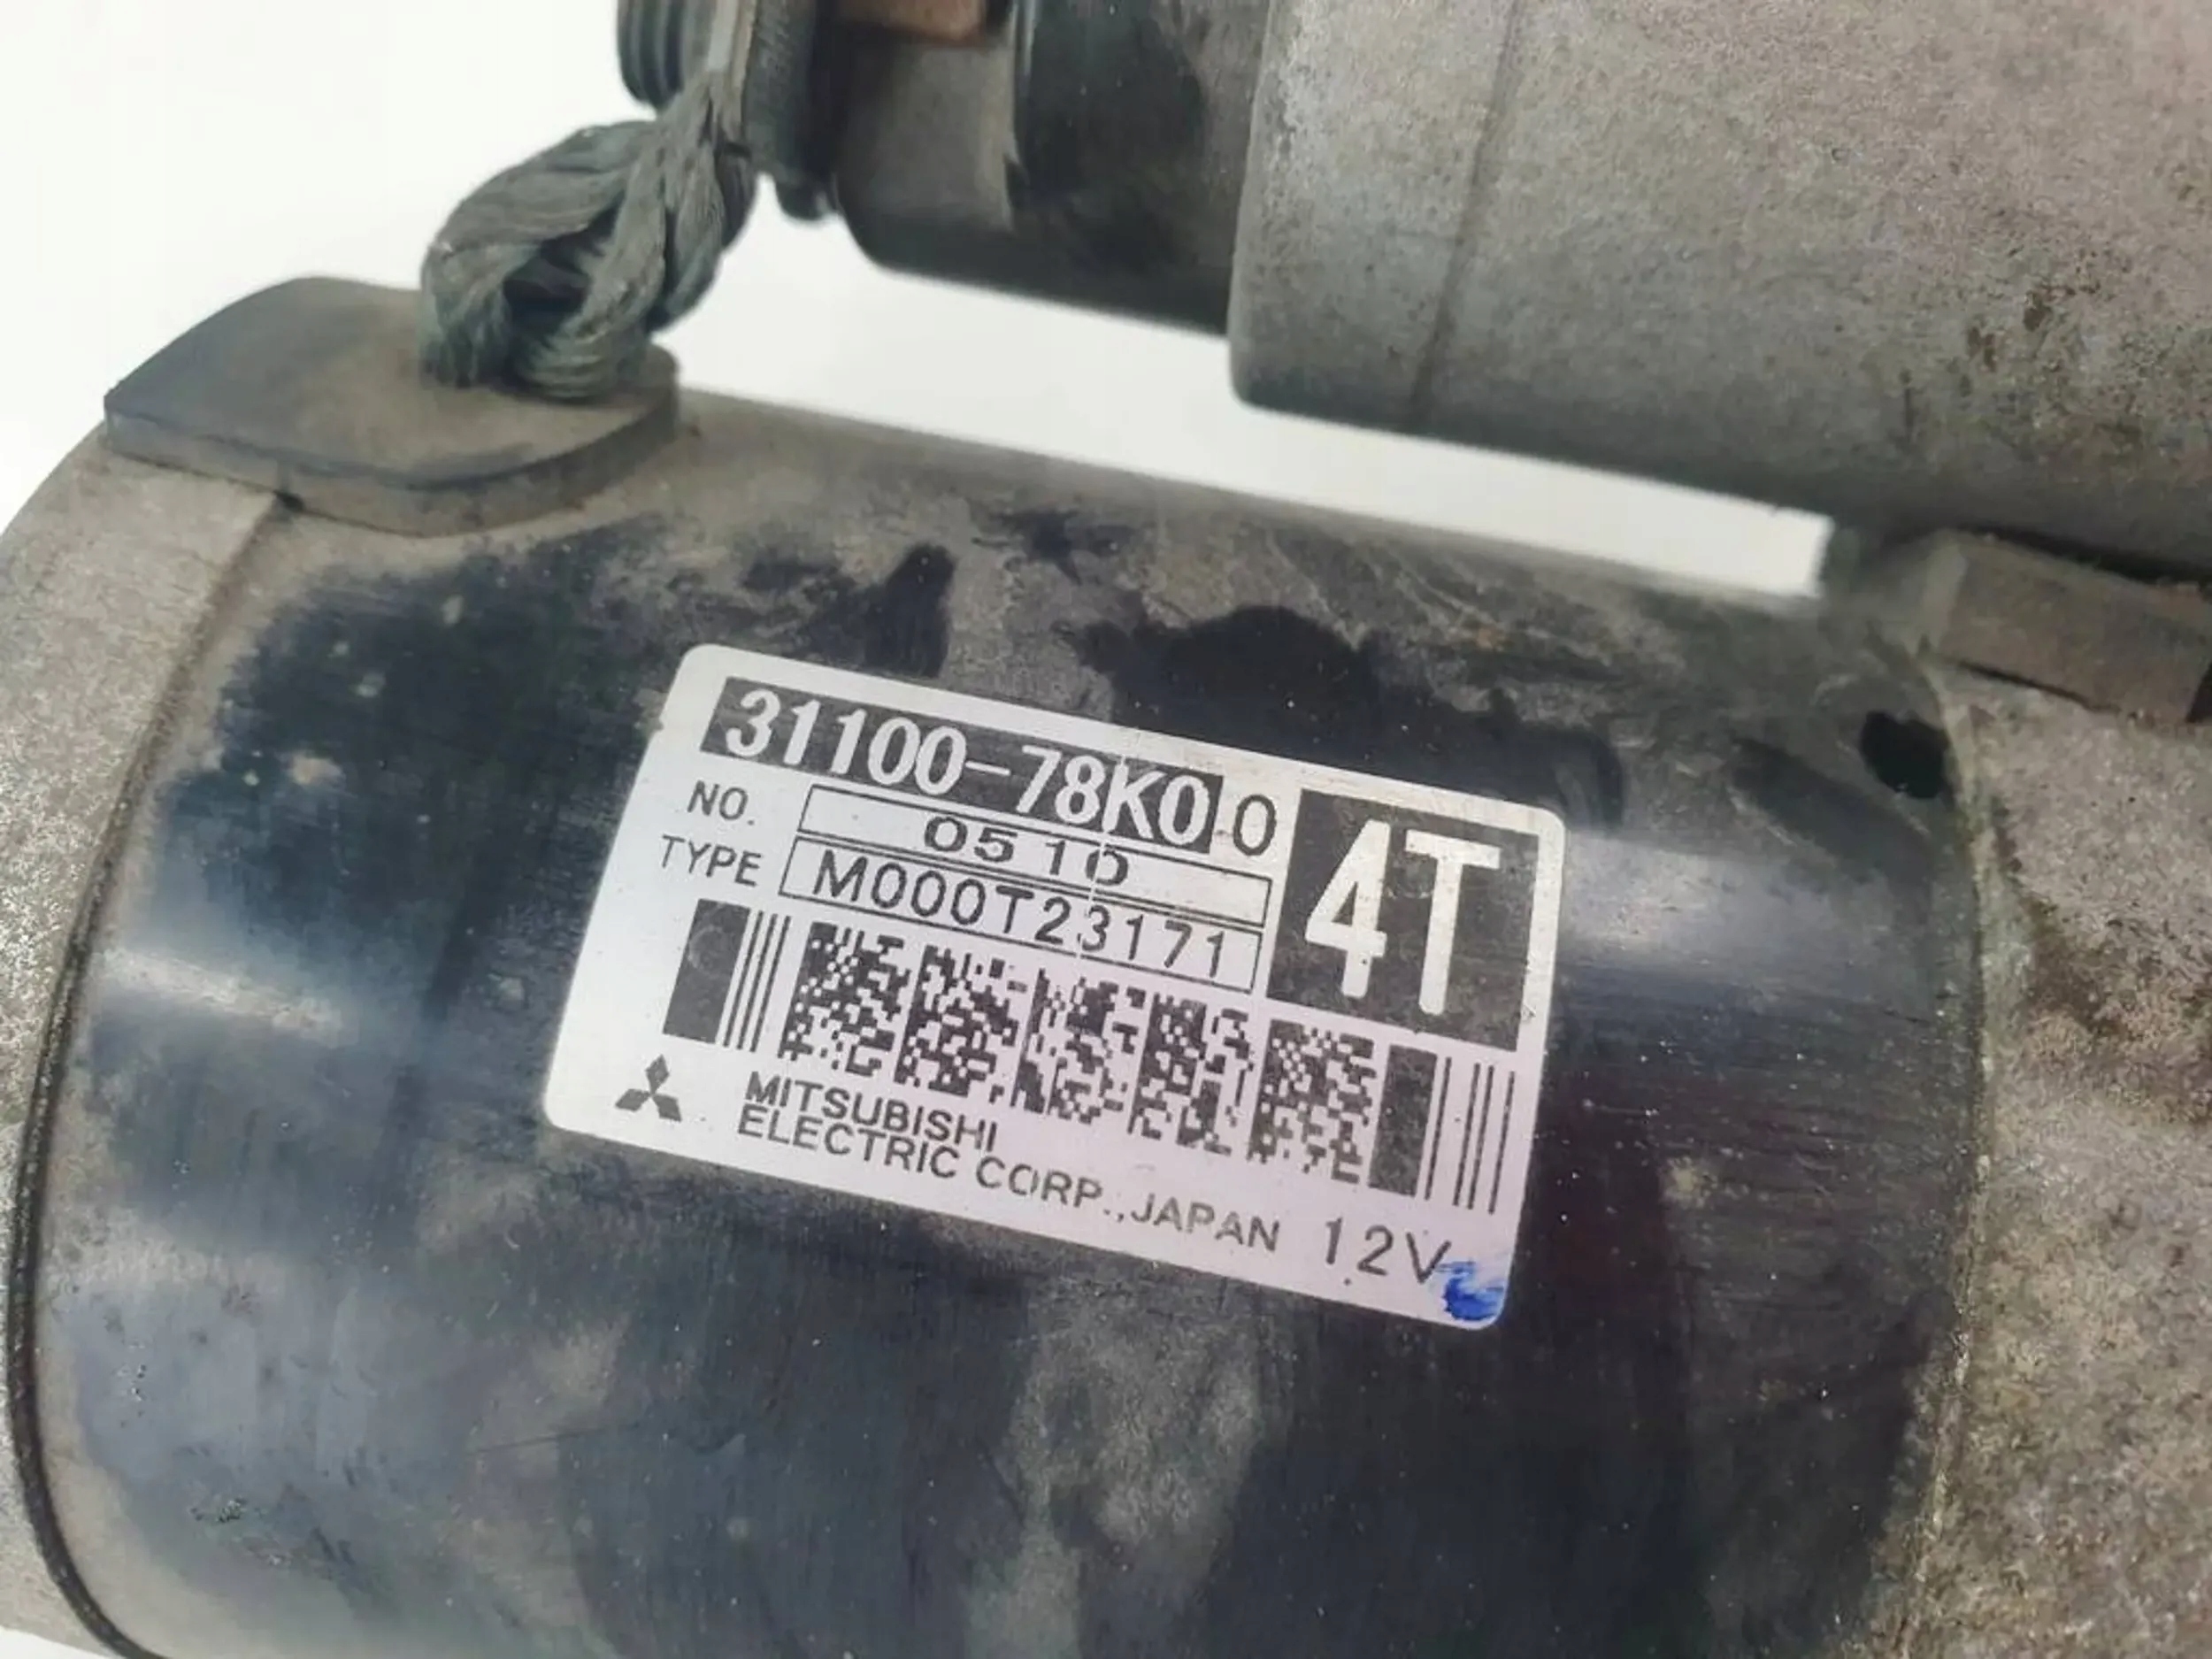 31100-78K00
4T
NO. 0510
TYPE M000T23171
MITSUBISHI
ELECTRIC CORP.,JAPAN 12V